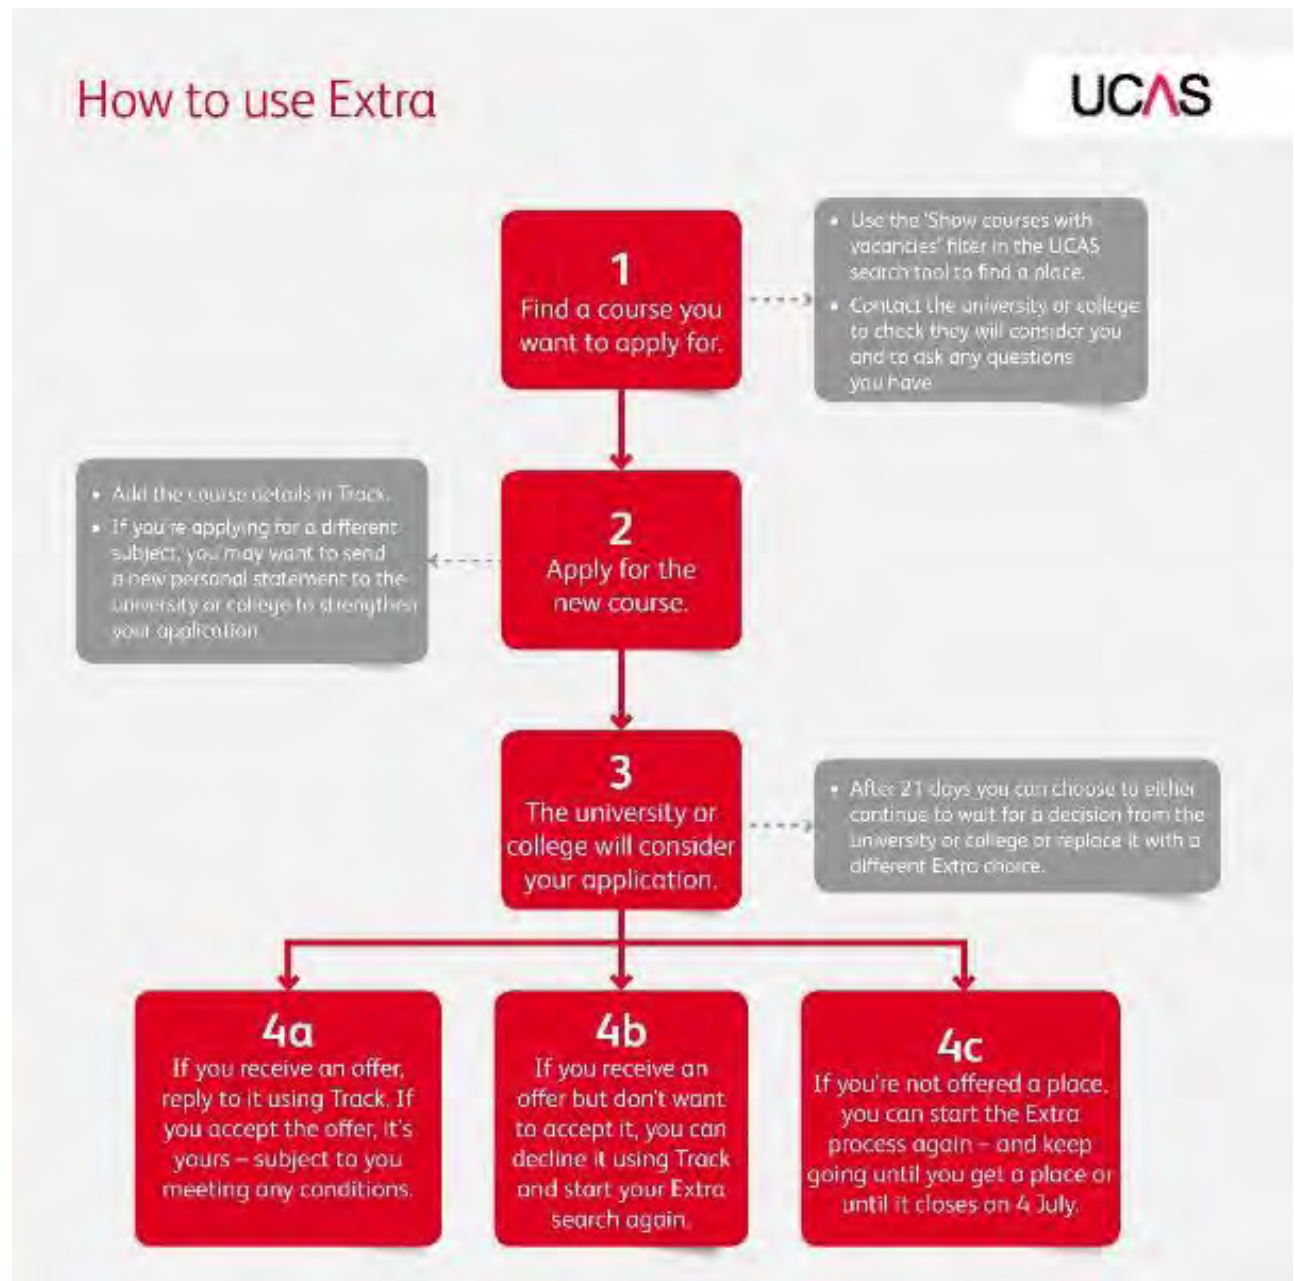 How to use Extra
UCAS
1
Find a course you
want to apply for.
• Use the 'Show courses with
vacancies' filter in the UCAS
search tool to find a place.
• Contact the university or college
to check they will consider you
and to ask any questions
you have
2
Apply for the
new course.
• Add the course details in Track.
• If you're applying for a different
subject, you may want to send
a new personal statement to the
university or college to strengthen
your application
3
The university or
college will consider
your application.
• After 21 days you can choose to either
continue to wait for a decision from the
university or college or replace it with a
different Extra choice.
4a
If you receive an offer,
reply to it using Track. If
you accept the offer, it's
yours – subject to you
meeting any conditions.
4b
If you receive an
offer but don't want
to accept it, you can
decline it using Track
and start your Extra
search again.
4c
If you're not offered a place,
you can start the Extra
process again – and keep
going until you get a place or
until it closes on 4 July.